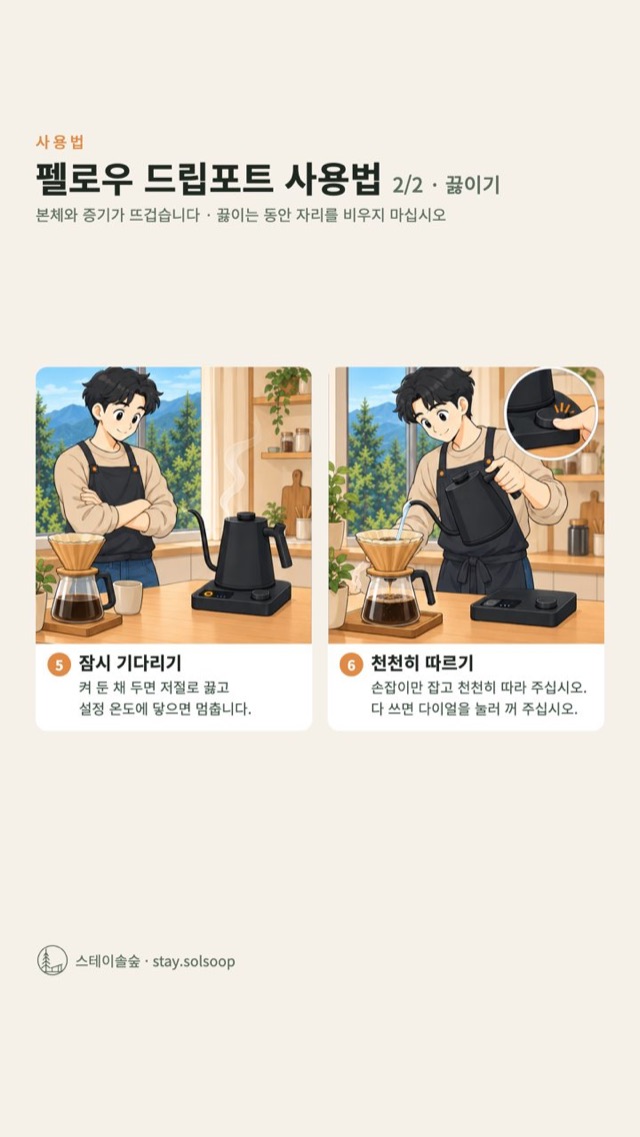 사용법
펠로우 드립포트 사용법 2/2 · 끓이기
본체와 증기가 뜨겁습니다 · 끓이는 동안 자리를 비우지 마십시오
5 잠시 기다리기
켜 둔 채 두면 저절로 끓고
설정 온도에 닿으면 멈춥니다.
6 천천히 따르기
손잡이만 잡고 천천히 따라 주십시오.
다 쓰면 다이얼을 눌러 꺼 주십시오.
스테이솔숲 · stay.solsoop